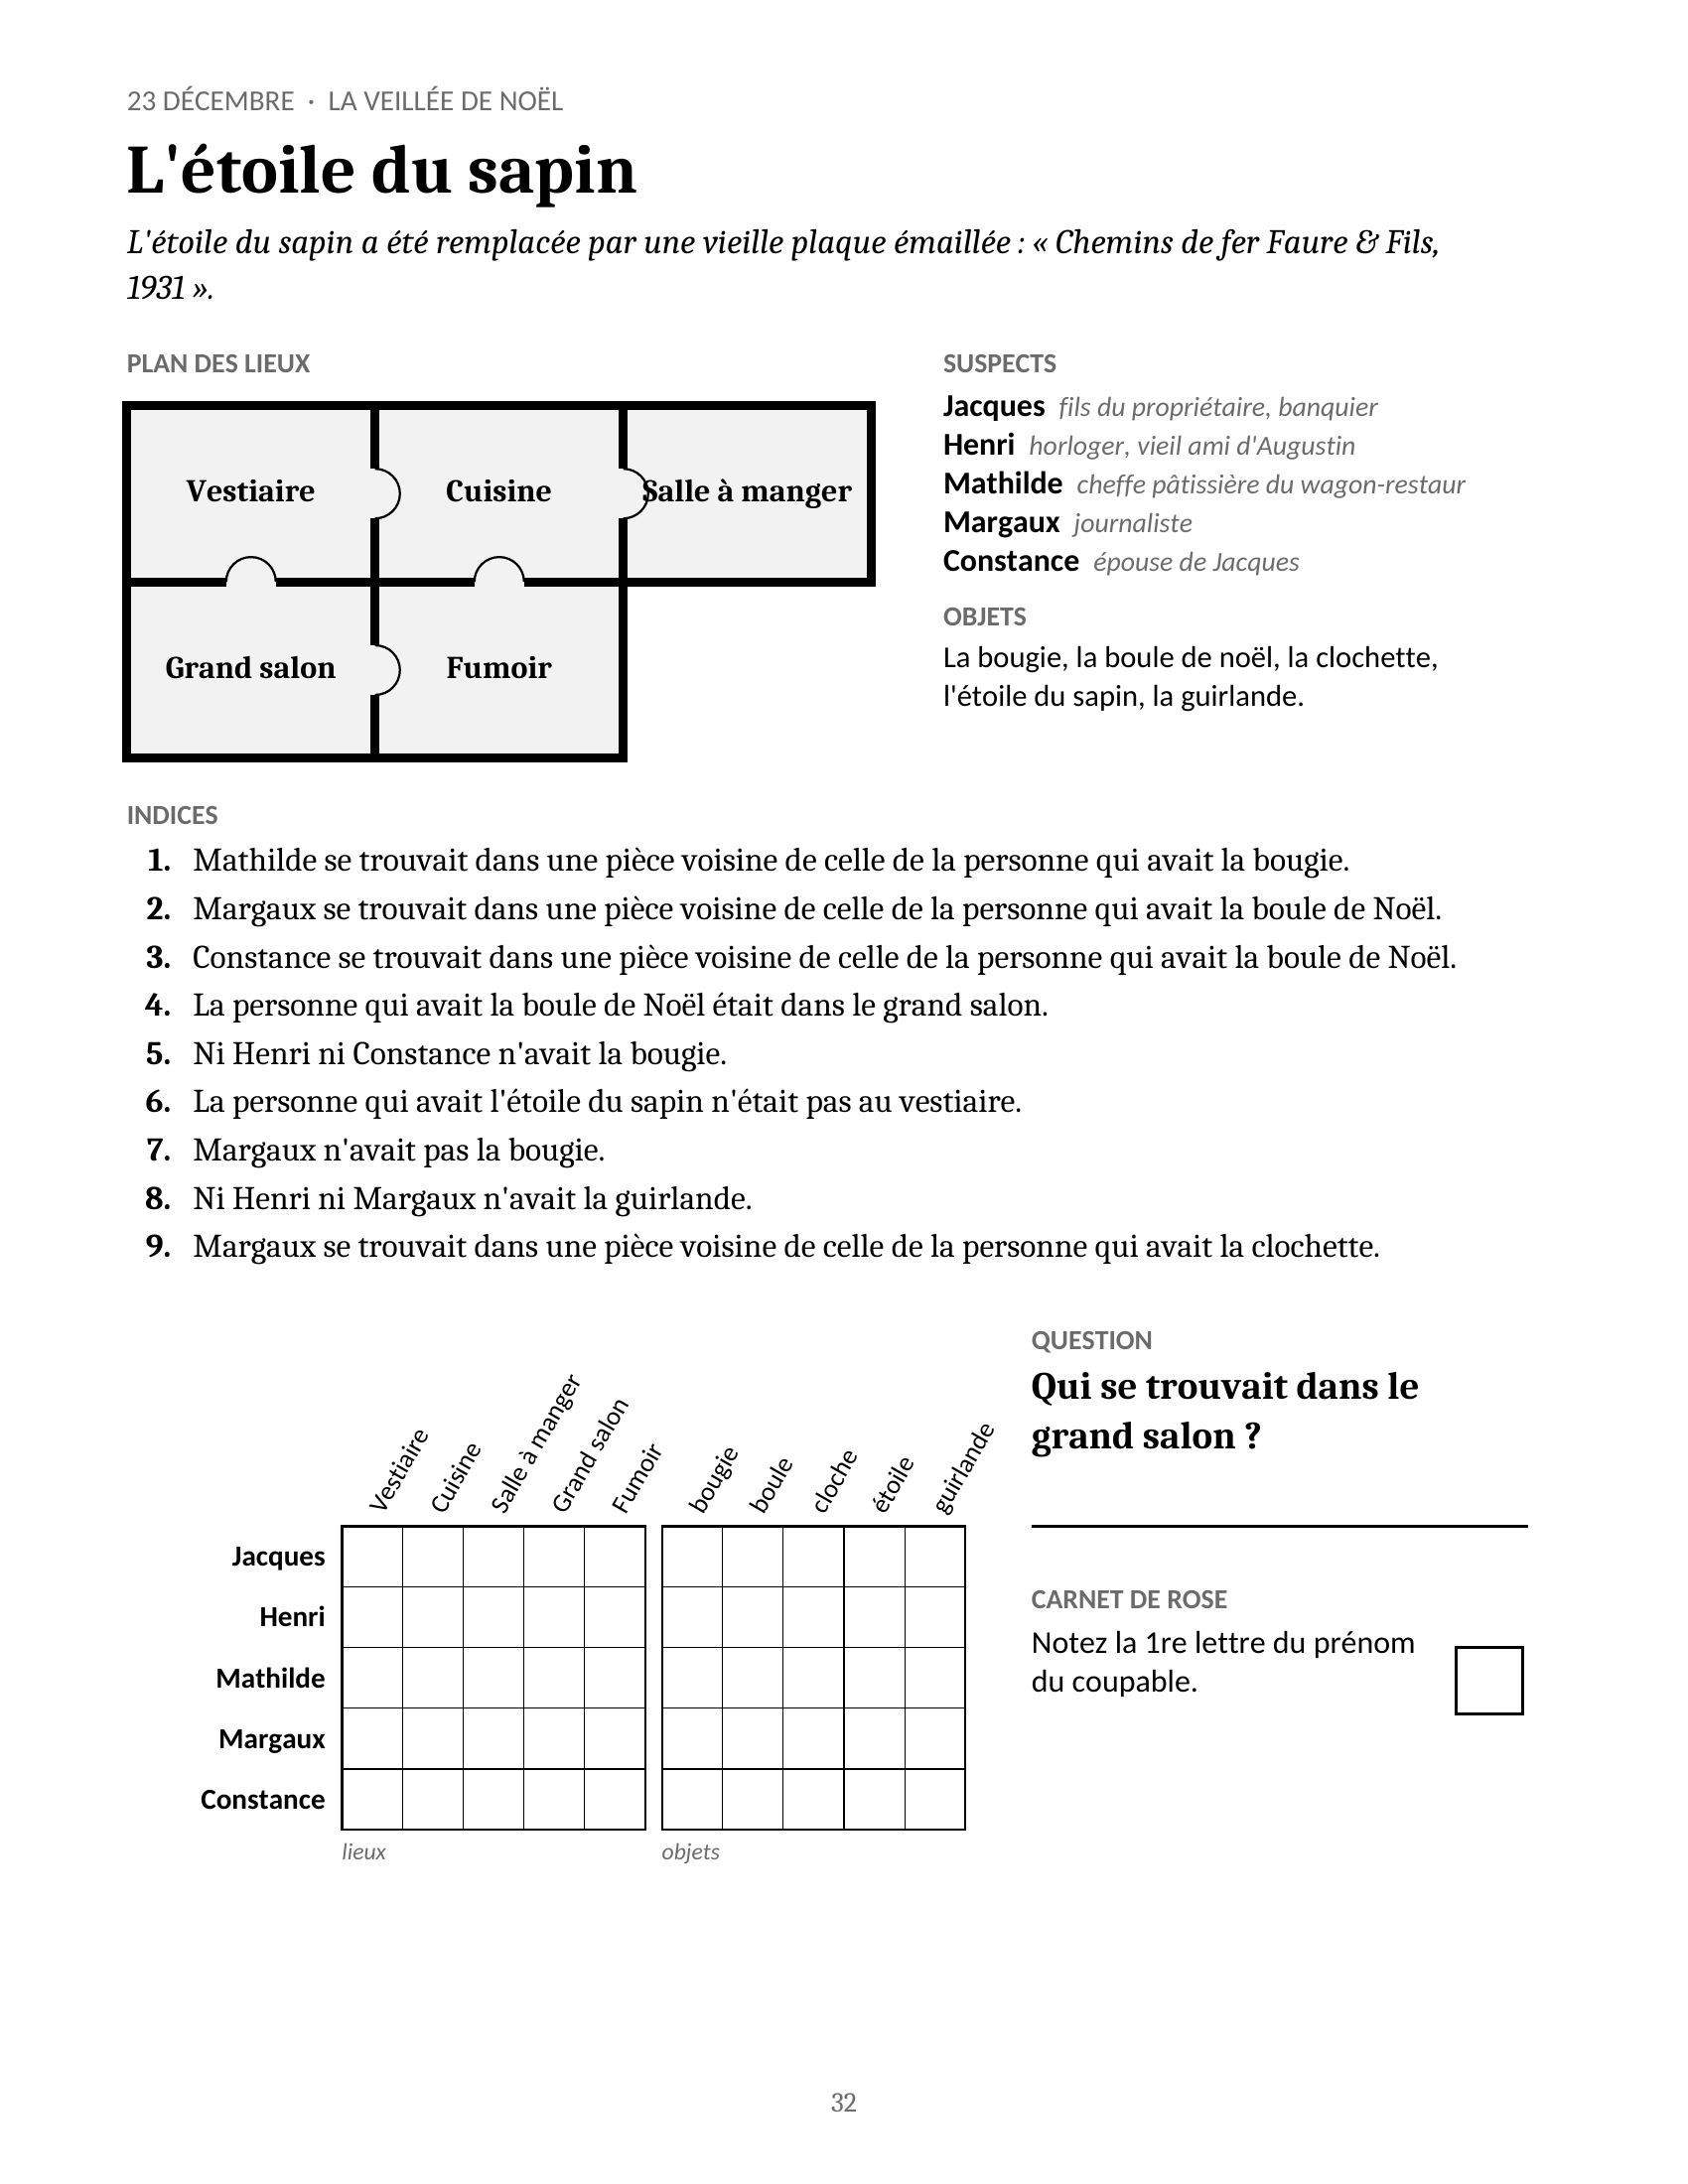 23 DÉCEMBRE · LA VEILLÉE DE NOËL
L'étoile du sapin
L'étoile du sapin a été remplacée par une vieille plaque émaillée : « Chemins de fer Faure & Fils,
1931 ».
PLAN DES LIEUX
Vestiaire
Cuisine
Salle à manger
Grand salon
Fumoir
SUSPECTS
Jacques fils du propriétaire, banquier
Henri horloger, vieil ami d'Augustin
Mathilde cheffe pâtissière du wagon-restaur
Margaux journaliste
Constance épouse de Jacques
OBJETS
La bougie, la boule de noël, la clochette,
l'étoile du sapin, la guirlande.
INDICES
1. Mathilde se trouvait dans une pièce voisine de celle de la personne qui avait la bougie.
2. Margaux se trouvait dans une pièce voisine de celle de la personne qui avait la boule de Noël.
3. Constance se trouvait dans une pièce voisine de celle de la personne qui avait la boule de Noël.
4. La personne qui avait la boule de Noël était dans le grand salon.
5. Ni Henri ni Constance n'avait la bougie.
6. La personne qui avait l'étoile du sapin n'était pas au vestiaire.
7. Margaux n'avait pas la bougie.
8. Ni Henri ni Margaux n'avait la guirlande.
9. Margaux se trouvait dans une pièce voisine de celle de la personne qui avait la clochette.
Vestiaire
Cuisine
Salle à manger
Grand salon
Fumoir
bougie
boule
cloche
étoile
guirlande
Jacques
Henri
Mathilde
Margaux
Constance
lieux
objets
QUESTION
Qui se trouvait dans le
grand salon ?
CARNET DE ROSE
Notez la 1re lettre du prénom
du coupable.
32